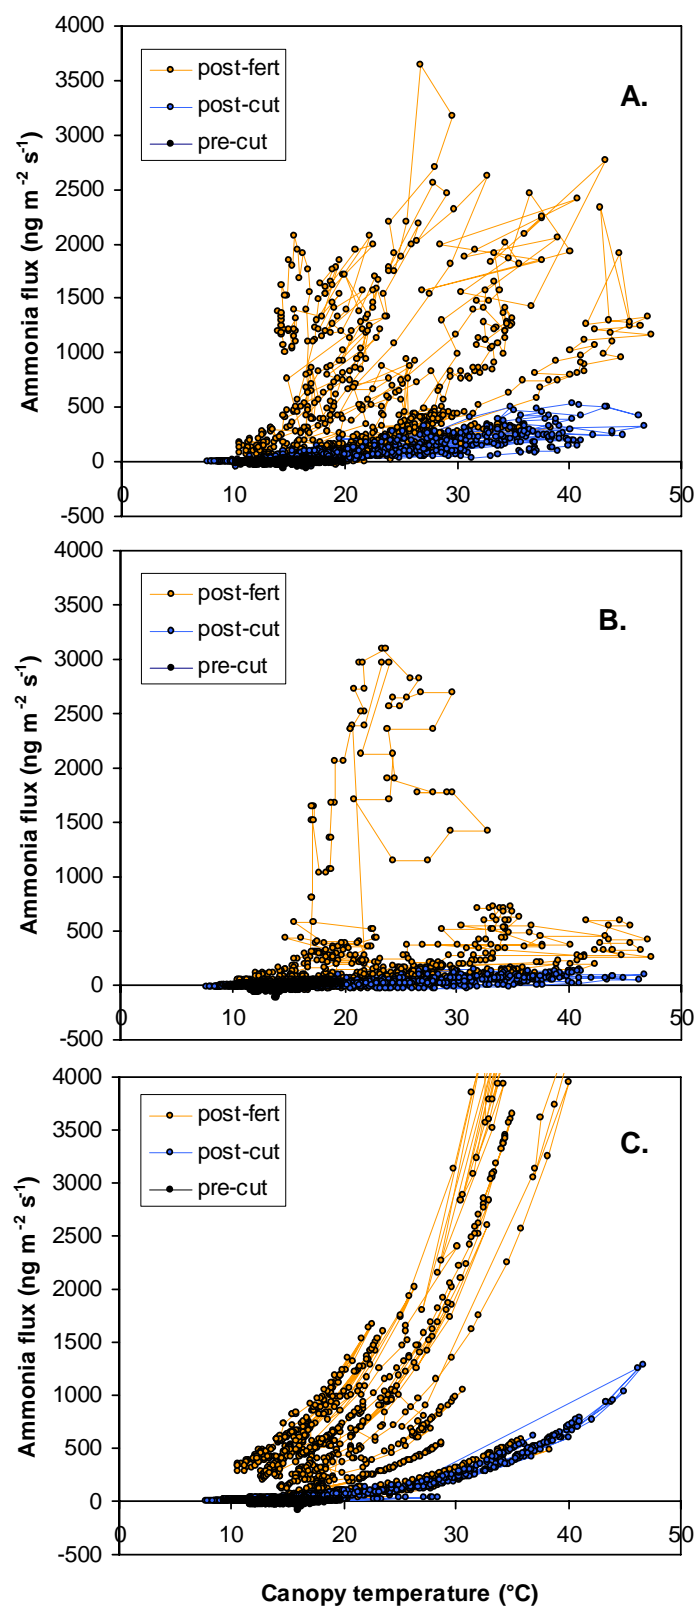 4000
3500
3000
2500
2000
1500
1000
500
0
-500
Ammonia flux (ng m -2 s-1)
post-fert
post-cut
pre-cut
A.
0 10 20 30 40 50
4000
3500
3000
2500
2000
1500
1000
500
0
-500
Ammonia flux (ng m -2 s-1)
post-fert
post-cut
pre-cut
B.
0 10 20 30 40 50
4000
3500
3000
2500
2000
1500
1000
500
0
-500
Ammonia flux (ng m -2 s-1)
post-fert
post-cut
pre-cut
C.
0 10 20 30 40 50
Canopy temperature (°C)